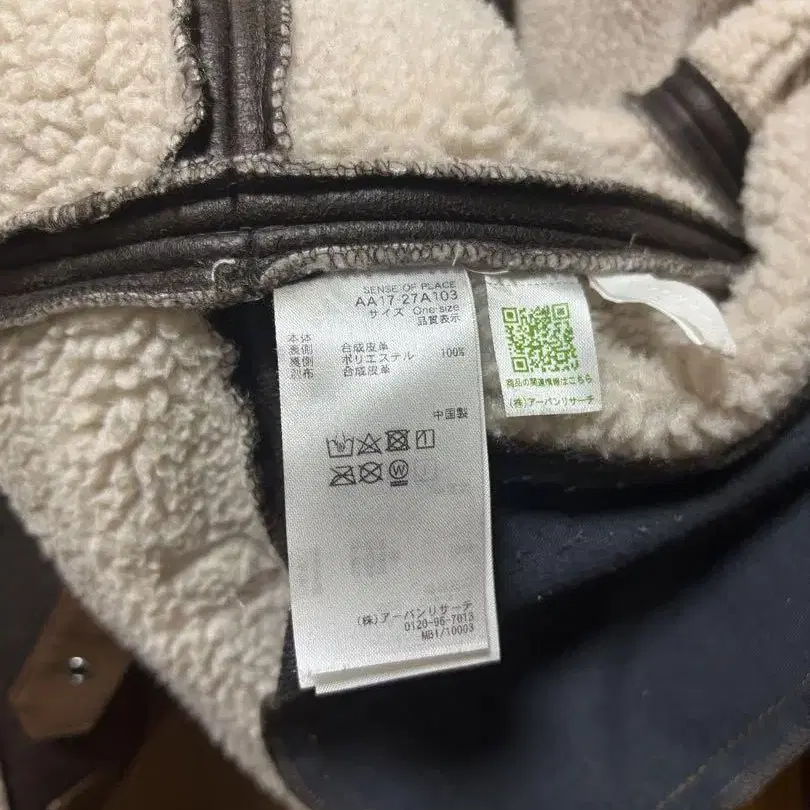 SENSE OF PLACE
AA17-27A103
サイズ One size
品質表示
本体
表側 合成皮革
裏側 ポリエステル 100%
別布 合成皮革
中国製
(株)アーバンリサーチ
0120-96-7013
MB1/10003
商品の関連情報はこちら
(株)アーバンリサーチ